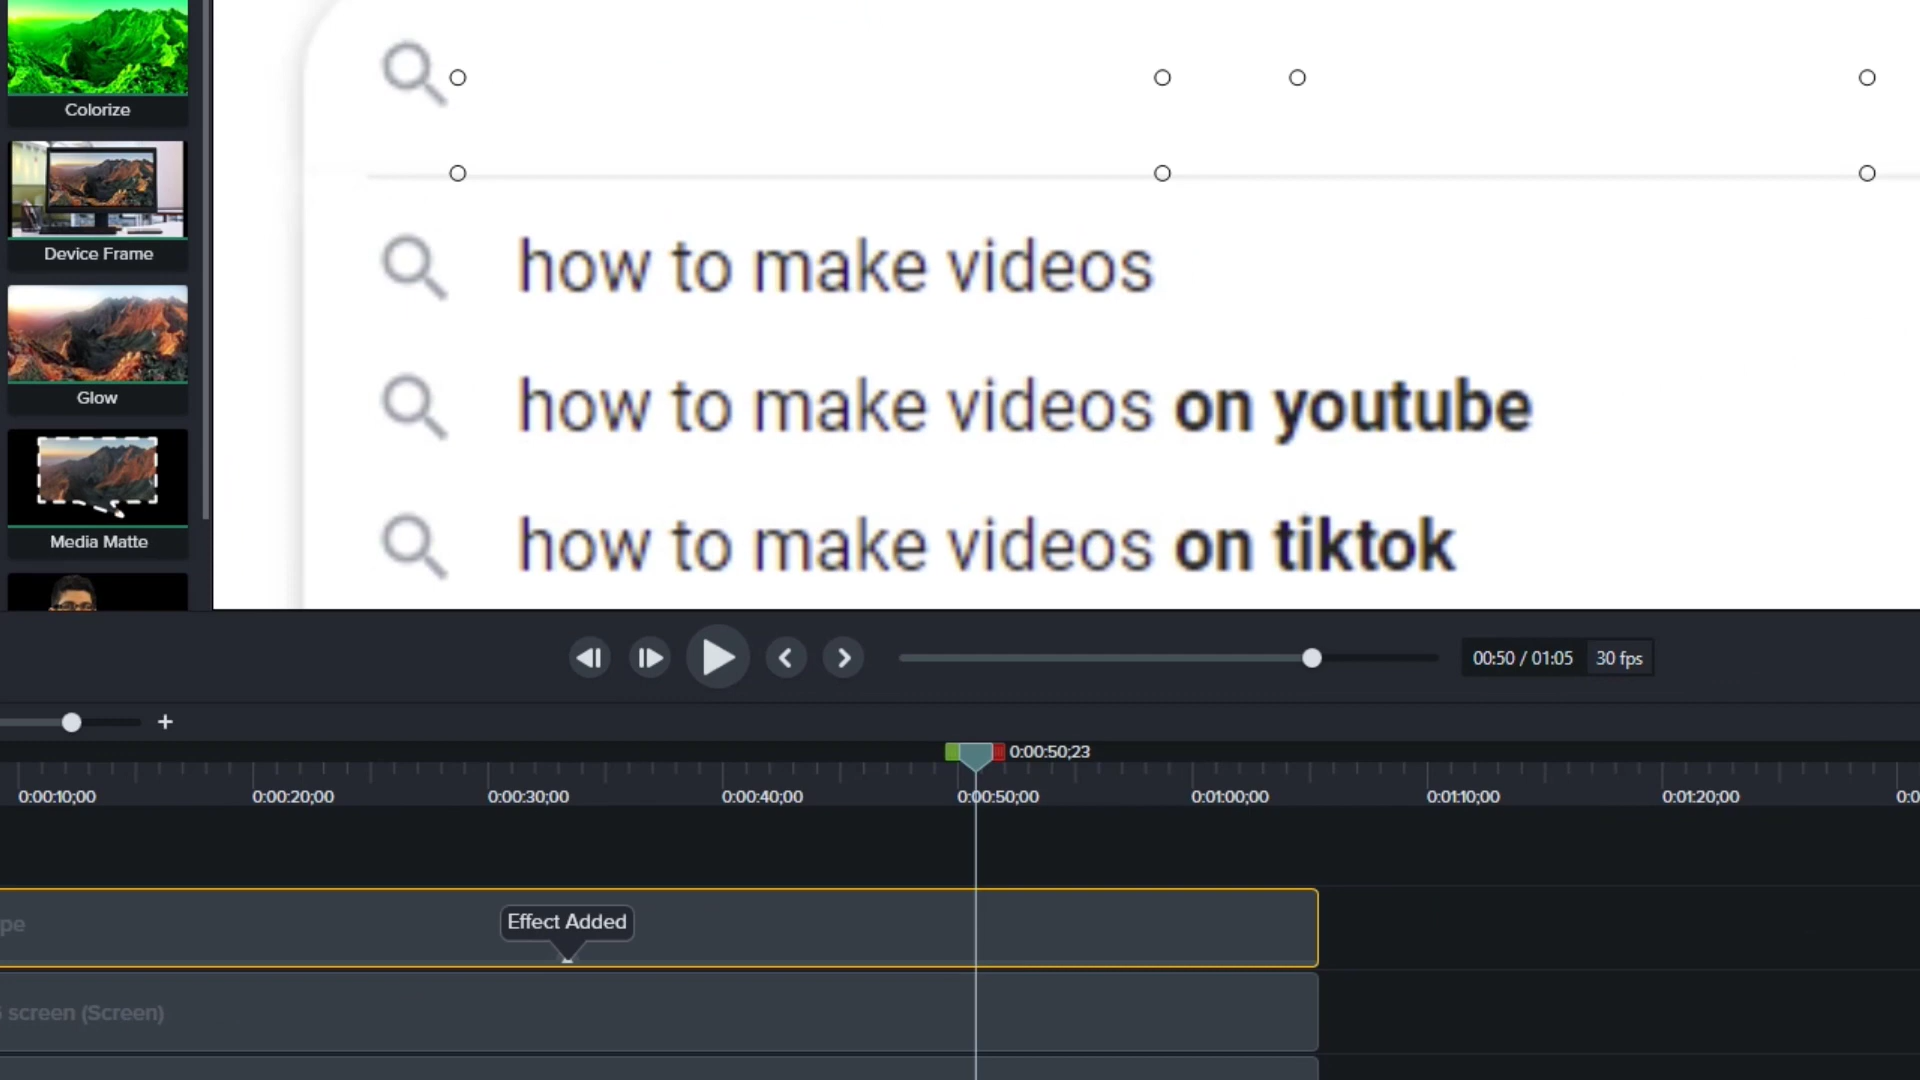 Colorize
Device Frame
Glow
Media Matte
how to make videos
how to make videos on youtube
how to make videos on tiktok
00:50 / 01:05 30 fps
+
0:00:50;23
0:00:10;00 0:00:20;00 0:00:30;00 0:00:40;00 0:00:50;00 0:01:00;00 0:01:10;00 0:01:20;00
Effect Added
screen (Screen)